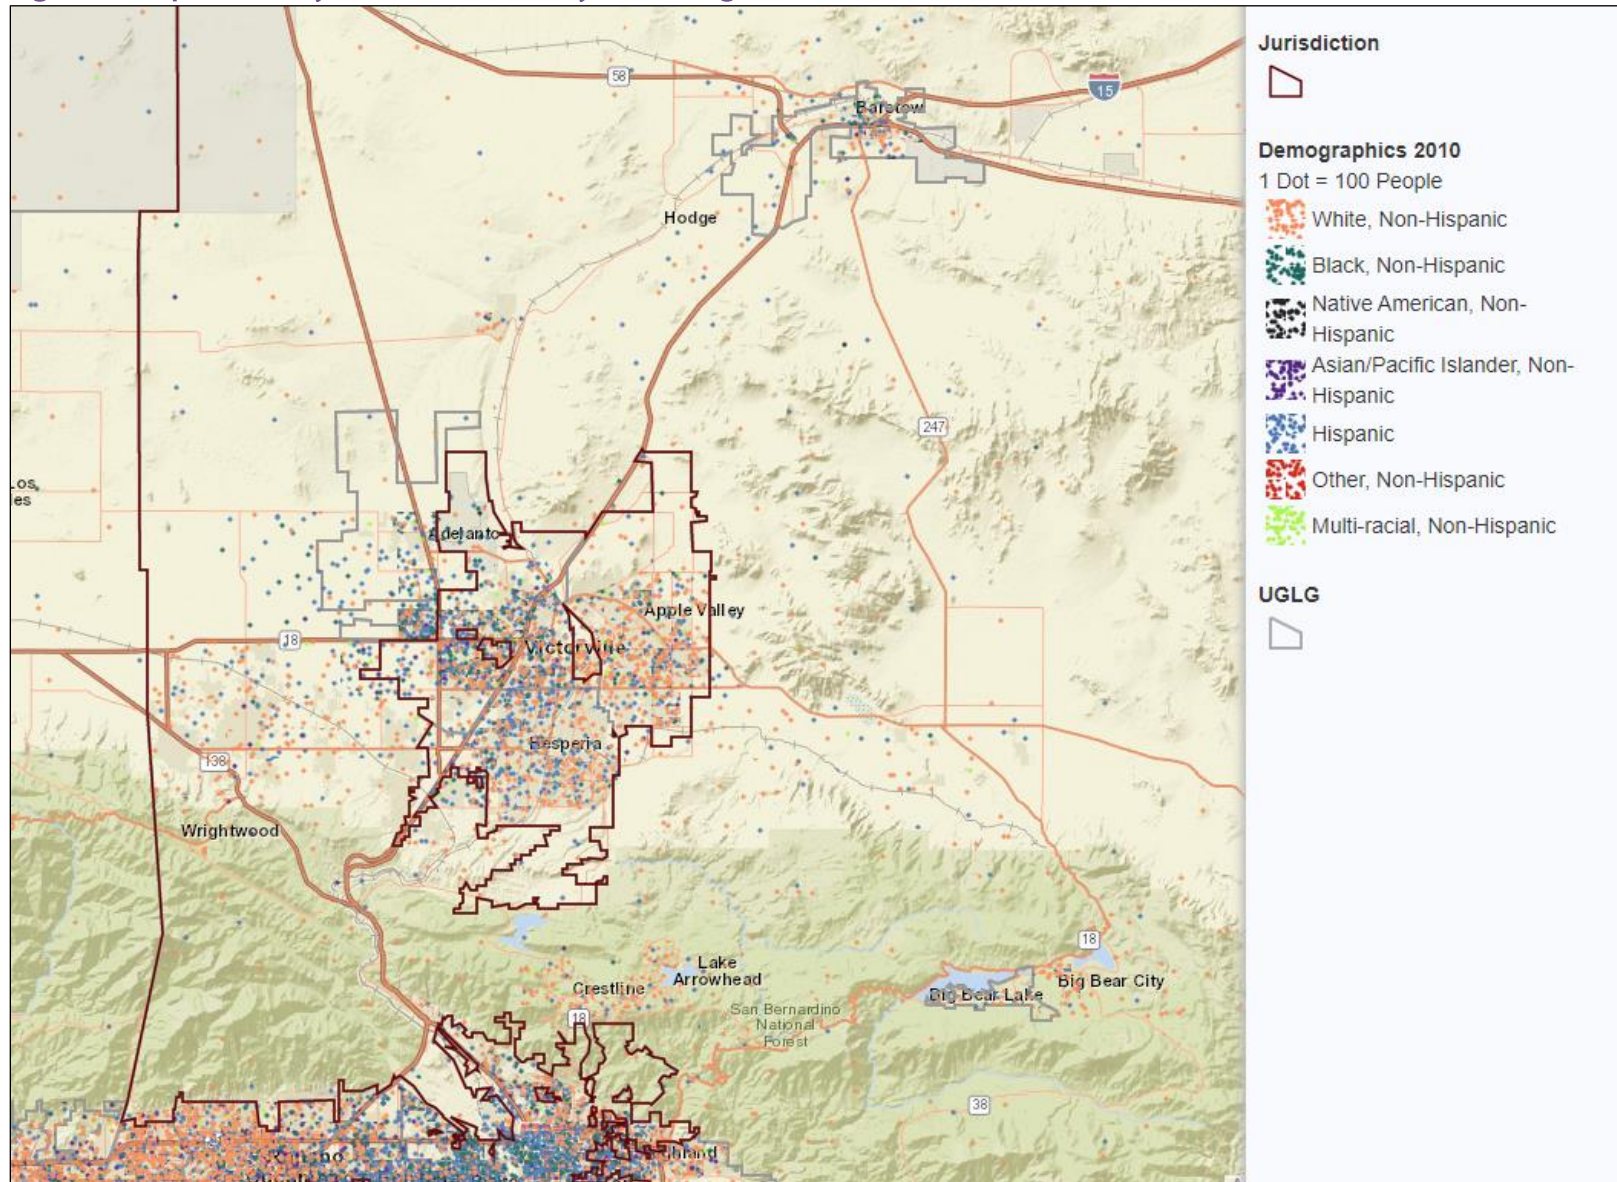 58
15
Barstow
Hodge
247
Adelanto
Apple Valley
18
Victorville
Hesperia
138
Wrightwood
18
Lake
Arrowhead
Crestline
Big Bear Lake
Big Bear City
San Bernardino
National
Forest
18
38
Jurisdiction
Demographics 2010
1 Dot = 100 People
White, Non-Hispanic
Black, Non-Hispanic
Native American, Non-
Hispanic
Asian/Pacific Islander, Non-
Hispanic
Hispanic
Other, Non-Hispanic
Multi-racial, Non-Hispanic
UGLG